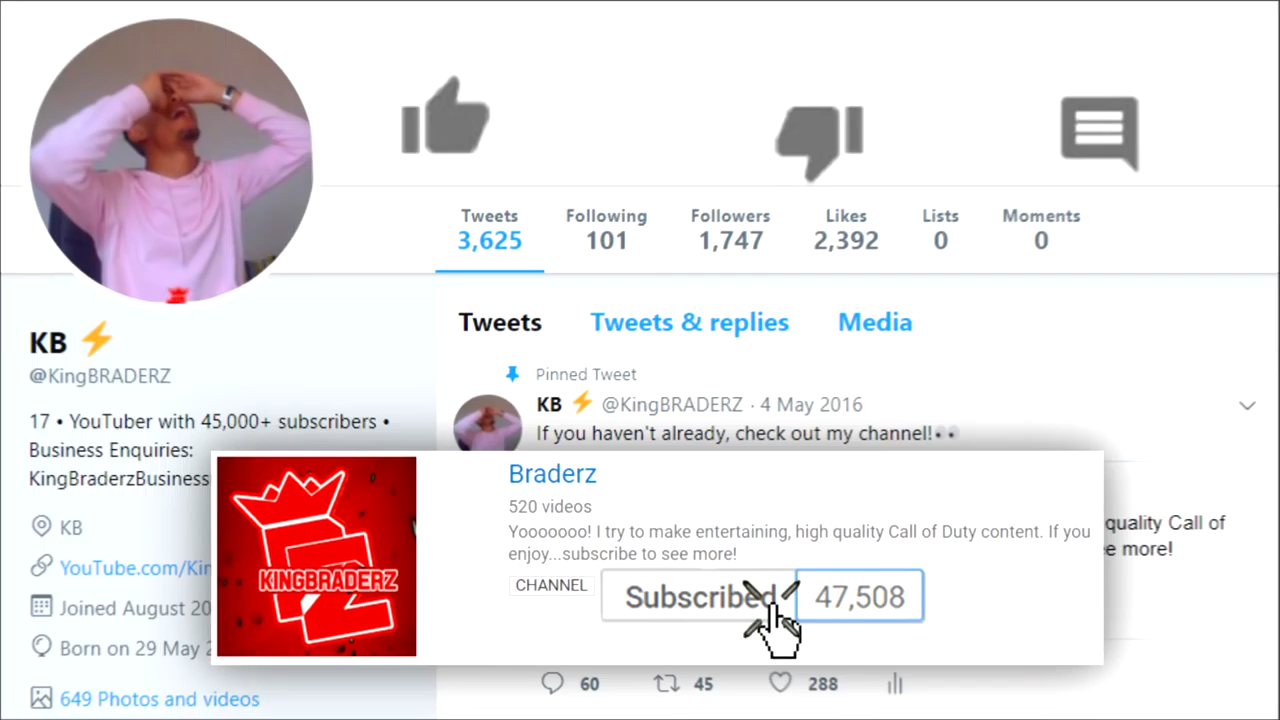 Tweets Following Followers Likes Lists Moments
3,625 101 1,747 2,392 0 0
KB⚡
@KingBRADERZ
17 • YouTuber with 45,000+ subscribers •
Business Enquiries:
KingBraderzBusiness
KB
YouTube.com/Kin
Joined August 20
Born on 29 May 2
649 Photos and videos
Tweets Tweets & replies Media
Pinned Tweet
KB ⚡ @KingBRADERZ · 4 May 2016
If you haven't already, check out my channel!👀
KINGBRADERZ
Braderz
520 videos
Yooooooo! I try to make entertaining, high quality Call of Duty content. If you
enjoy...subscribe to see more!
CHANNEL Subscribed 47,508
quality Call of
e more!
60 45 288